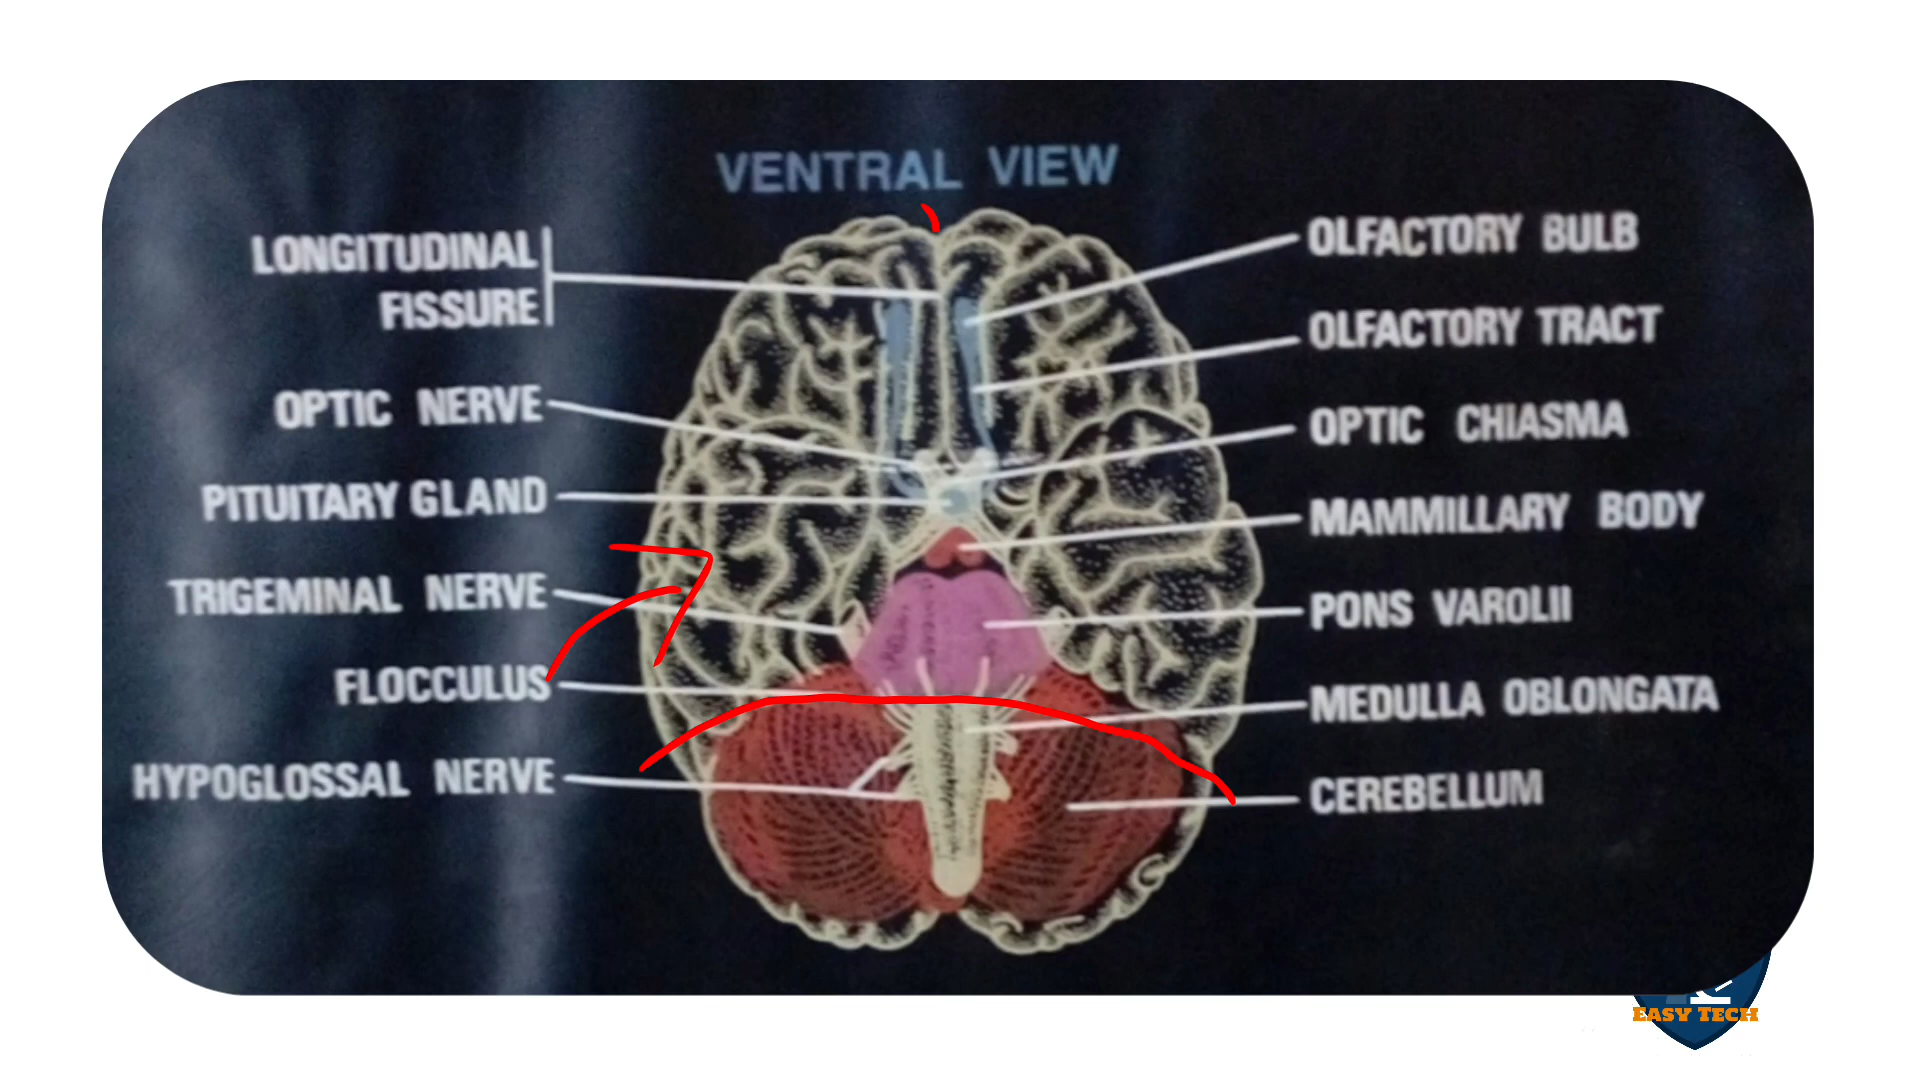 VENTRAL VIEW
LONGITUDINAL
FISSURE
OPTIC NERVE
PITUITARY GLAND
TRIGEMINAL NERVE
FLOCCULUS
HYPOGLOSSAL NERVE
OLFACTORY BULB
OLFACTORY TRACT
OPTIC CHIASMA
MAMMILLARY BODY
PONS VAROLII
MEDULLA OBLONGATA
CEREBELLUM
EASY TECH